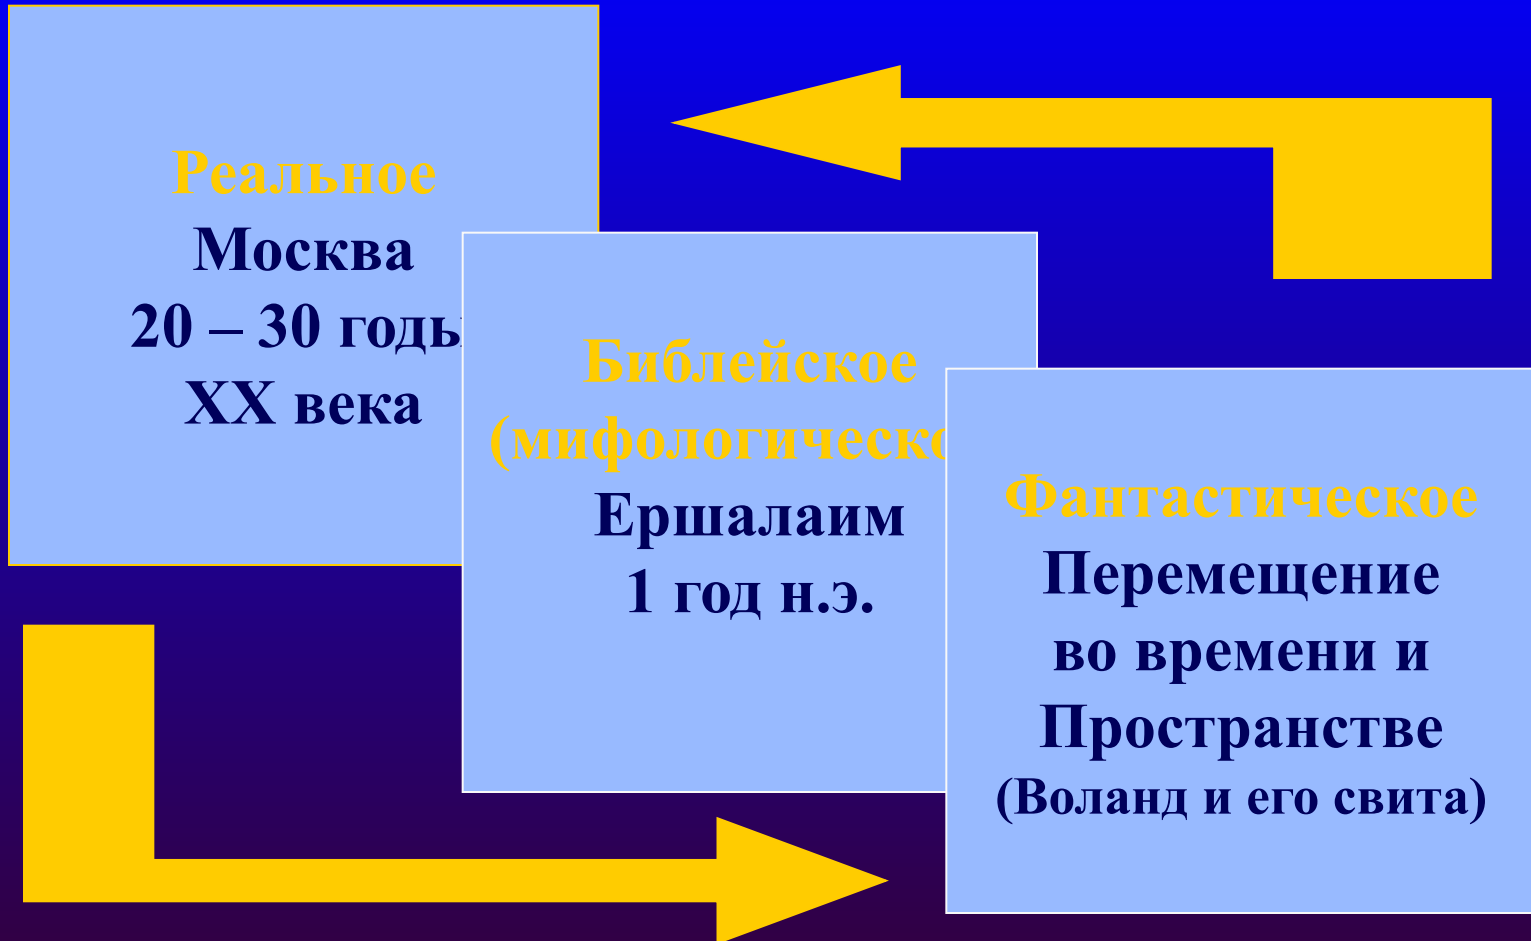 Реальное
Москва
20 – 30 годы
XX века
Библейское
(мифологическо
Ершалаим
1 год н.э.
Фантастическое
Перемещение
во времени и
Пространстве
(Воланд и его свита)